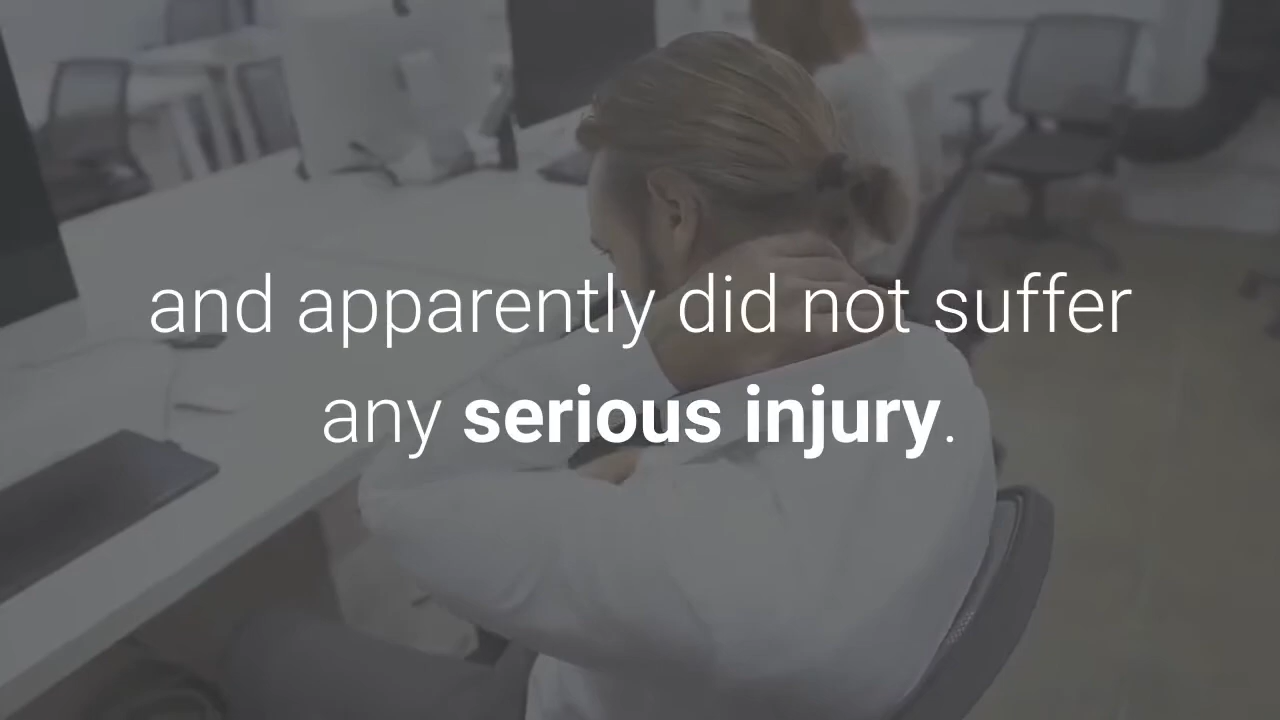 and apparently did not suffer
any serious injury.